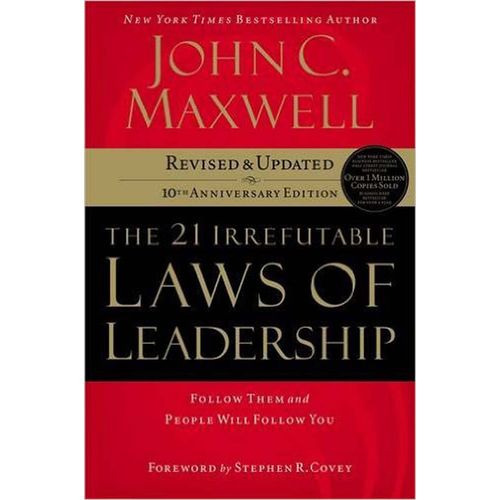 New York Times Bestselling Author
John C.
Maxwell
Revised & Updated
10th Anniversary Edition
Over 1 Million
Copies Sold
The 21 Irrefutable
Laws of
Leadership
Follow Them and
People Will Follow You
Foreword by Stephen R. Covey